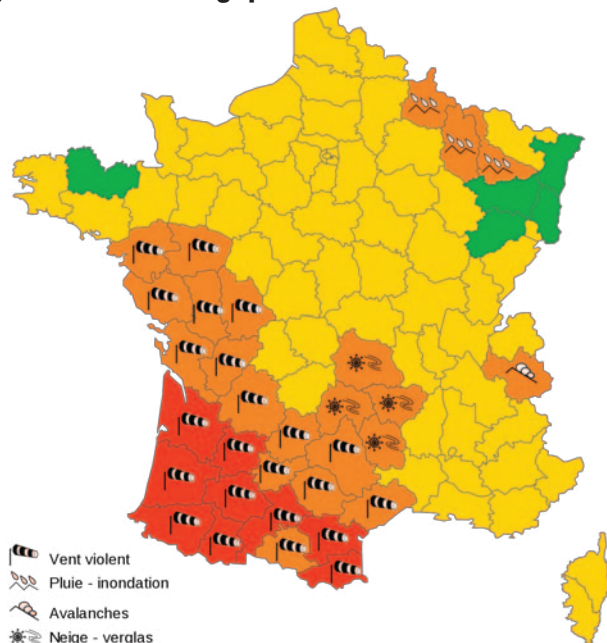 Vent violent
Pluie - inondation
Avalanches
Neige - verglas